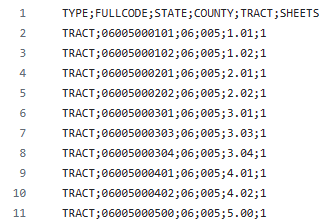 1 TYPE;FULLCODE;STATE;COUNTY;TRACT;SHEETS
2 TRACT;06005000101;06;005;1.01;1
3 TRACT;06005000102;06;005;1.02;1
4 TRACT;06005000201;06;005;2.01;1
5 TRACT;06005000202;06;005;2.02;1
6 TRACT;06005000301;06;005;3.01;1
7 TRACT;06005000303;06;005;3.03;1
8 TRACT;06005000304;06;005;3.04;1
9 TRACT;06005000401;06;005;4.01;1
10 TRACT;06005000402;06;005;4.02;1
11 TRACT;06005000500;06;005;5.00;1